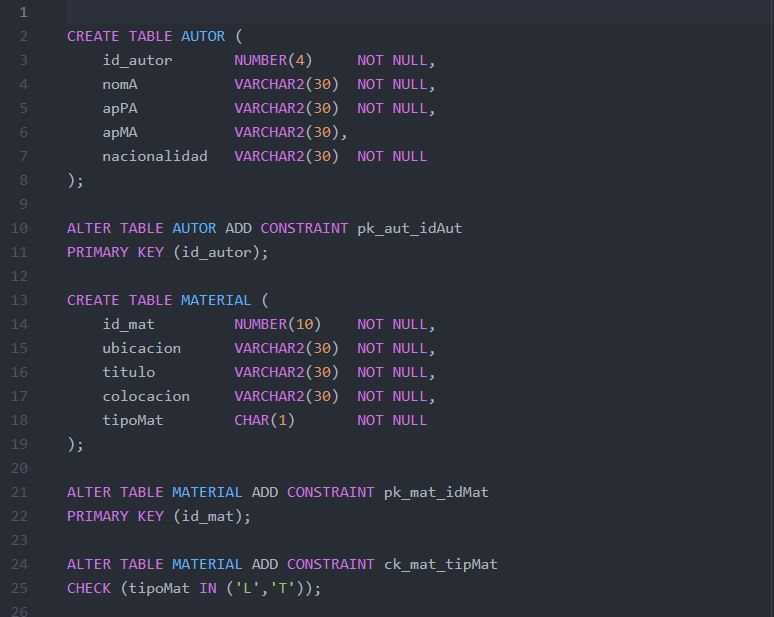 1
2 CREATE TABLE AUTOR (
3 id_autor NUMBER(4) NOT NULL,
4 nomA VARCHAR2(30) NOT NULL,
5 apPA VARCHAR2(30) NOT NULL,
6 apMA VARCHAR2(30),
7 nacionalidad VARCHAR2(30) NOT NULL
8 );
9
10 ALTER TABLE AUTOR ADD CONSTRAINT pk_aut_idAut
11 PRIMARY KEY (id_autor);
12
13 CREATE TABLE MATERIAL (
14 id_mat NUMBER(10) NOT NULL,
15 ubicacion VARCHAR2(30) NOT NULL,
16 titulo VARCHAR2(30) NOT NULL,
17 colocacion VARCHAR2(30) NOT NULL,
18 tipoMat CHAR(1) NOT NULL
19 );
20
21 ALTER TABLE MATERIAL ADD CONSTRAINT pk_mat_idMat
22 PRIMARY KEY (id_mat);
23
24 ALTER TABLE MATERIAL ADD CONSTRAINT ck_mat_tipMat
25 CHECK (tipoMat IN ('L','T'));
26